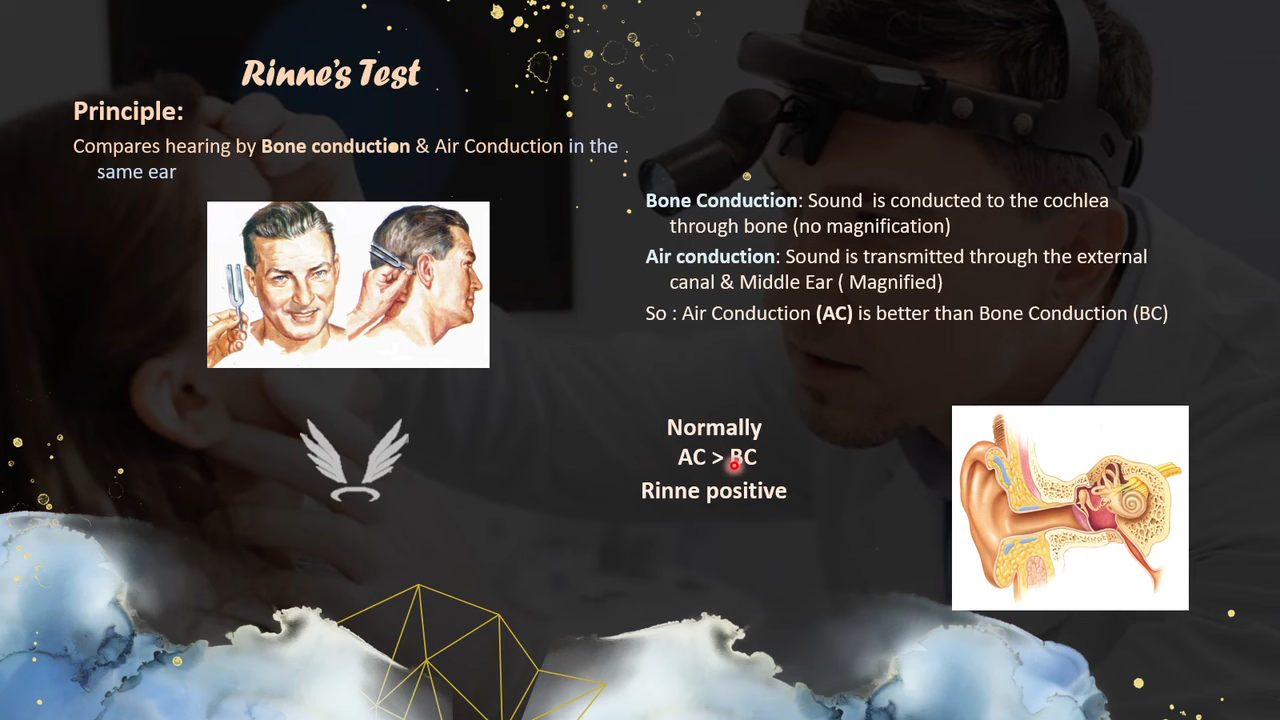 Rinne's Test
Principle:
Compares hearing by Bone conduction & Air Conduction in the
same ear
Bone Conduction: Sound is conducted to the cochlea
through bone (no magnification)
Air conduction: Sound is transmitted through the external
canal & Middle Ear ( Magnified)
So : Air Conduction (AC) is better than Bone Conduction (BC)
Normally
AC > BC
Rinne positive